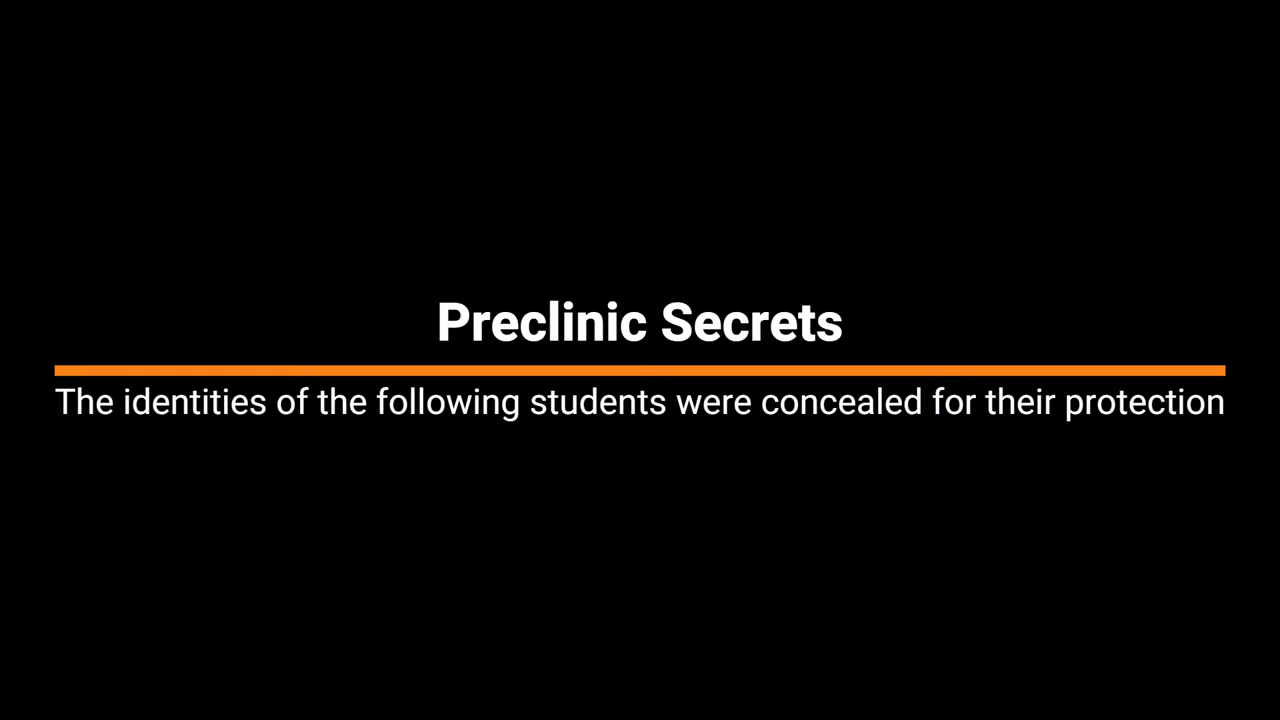 Preclinic Secrets
The identities of the following students were concealed for their protection